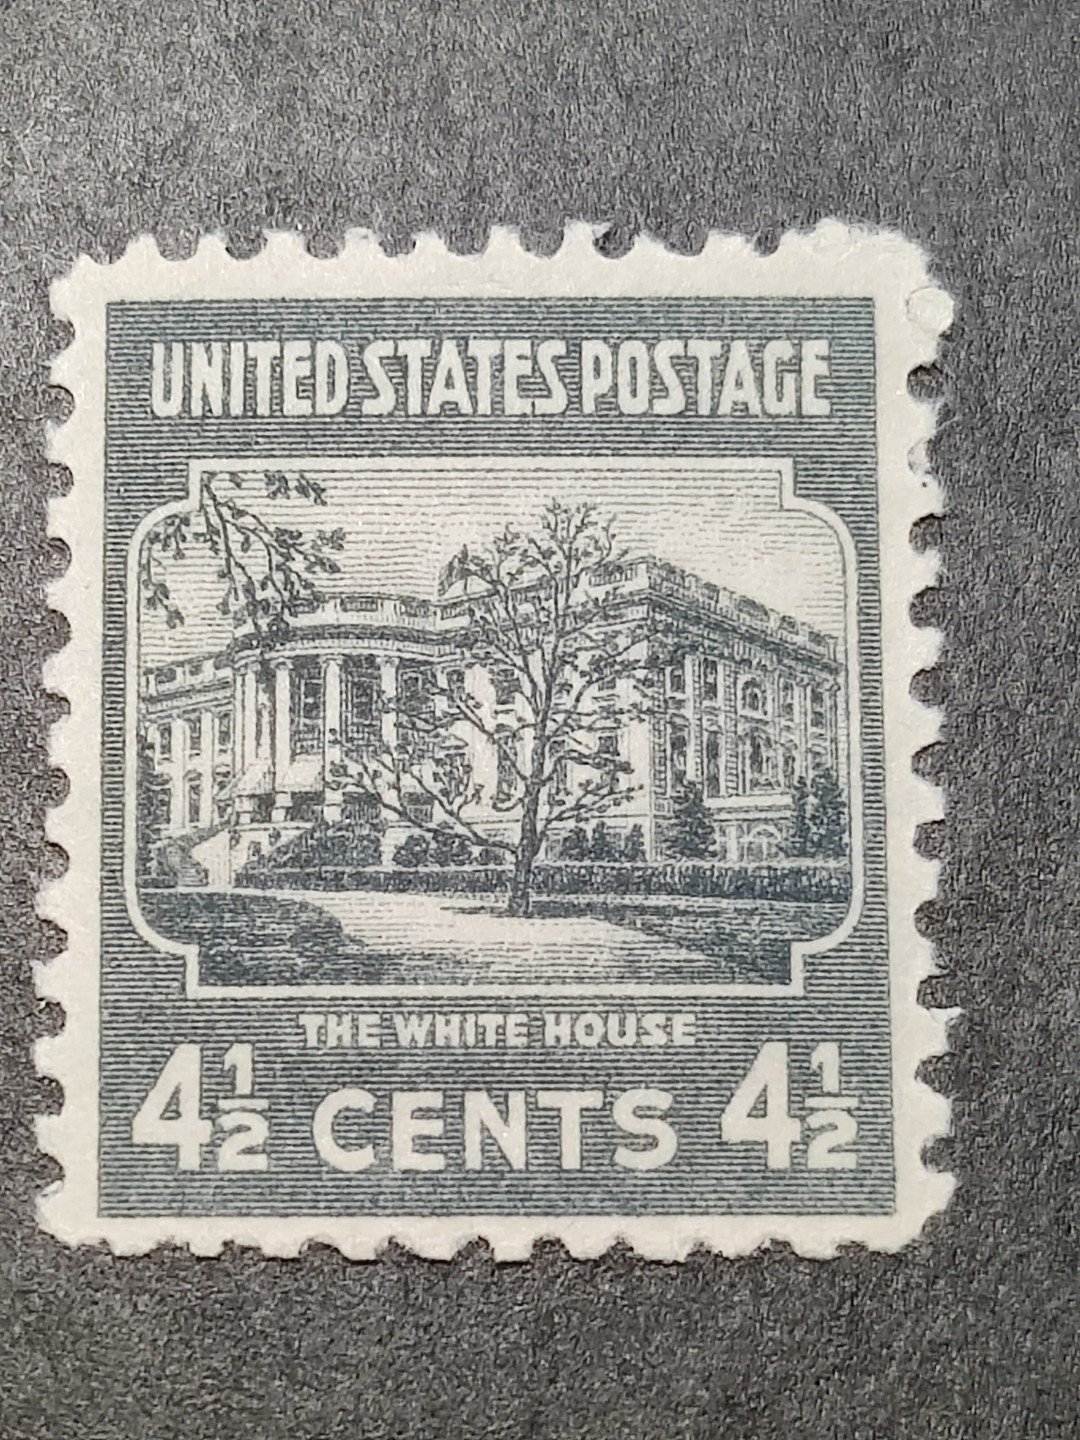 UNITED STATES POSTAGE
THE WHITE HOUSE
4½ CENTS 4½